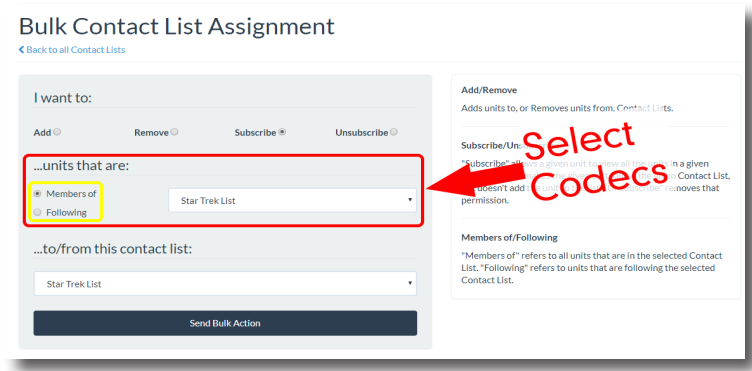 Bulk Contact List Assignment
Back to all Contact Lists
I want to:
Add
Remove
Subscribe
Unsubscribe
...units that are:
Members of
Following
Star Trek List
...to/from this contact list:
Star Trek List
Send Bulk Action
Select
Codecs
Add/Remove
Adds units to, or Removes units from, Contact Lists.
Subscribe/Uns
"Subscribe" allows a given unit to view all the units in a given
Contact List,
doesn't add removes that
permission.
Members of/Following
"Members of" refers to all units that are in the selected Contact
List. "Following" refers to units that are following the selected
Contact List.